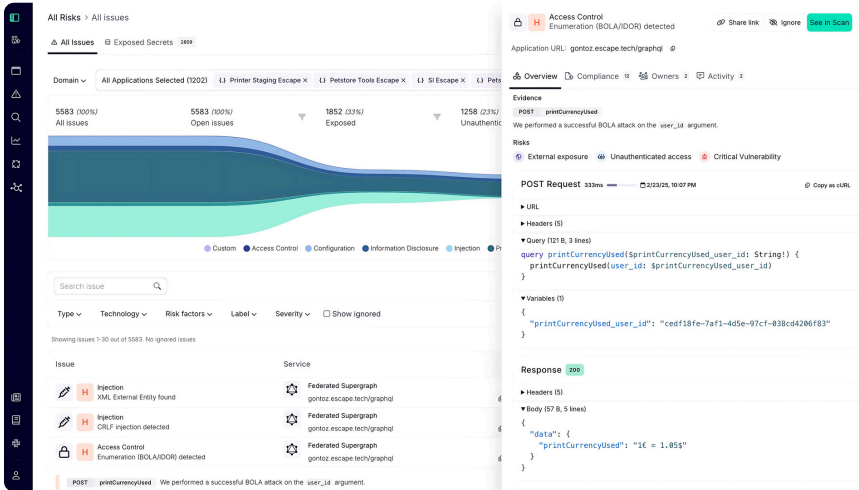 All Risks > All issues
All Issues
Exposed Secrets 2809
Domain
All Applications Selected (1202)
{} Printer Staging Escape ×
{} Petstore Tools Escape ×
{} SI Escape ×
{} Pets
5583 (100%)
All issues
5583 (100%)
Open issues
1852 (33%)
Exposed
1258 (23%)
Unauthentic
Custom
Access Control
Configuration
Information Disclosure
Injection
Pr
Search issue
Type
Technology
Risk factors
Label
Severity
Show ignored
Showing issues 1-30 out of 5583. No ignored issues
Issue
Service
H
Injection
XML External Entity found
Federated Supergraph
gontoz.escape.tech/graphql
H
Injection
CRLF injection detected
Federated Supergraph
gontoz.escape.tech/graphql
H
Access Control
Enumeration (BOLA/IDOR) detected
Federated Supergraph
gontoz.escape.tech/graphql
POST printCurrencyUsed We performed a successful BOLA attack on the user_id argument.
H
Access Control
Enumeration (BOLA/IDOR) detected
Share link
Ignore
See in Scan
Application URL: gontoz.escape.tech/graphql
Overview
Compliance 12
Owners 3
Activity 3
Evidence
POST printCurrencyUsed
We performed a successful BOLA attack on the user_id argument.
Risks
External exposure
Unauthenticated access
Critical Vulnerability
POST Request 333ms 2/23/25, 10:07 PM
Copy as cURL
URL
Headers (5)
Query (121 B, 3 lines)
query printCurrencyUsed($printCurrencyUsed_user_id: String!) {
printCurrencyUsed(user_id: $printCurrencyUsed_user_id)
}
Variables (1)
{
"printCurrencyUsed_user_id": "cedf18fe-7af1-4d5e-97cf-038cd4206f83"
}
Response 200
Headers (5)
Body (57 B, 5 lines)
{
"data": {
"printCurrencyUsed": "1€ = 1.05$"
}
}